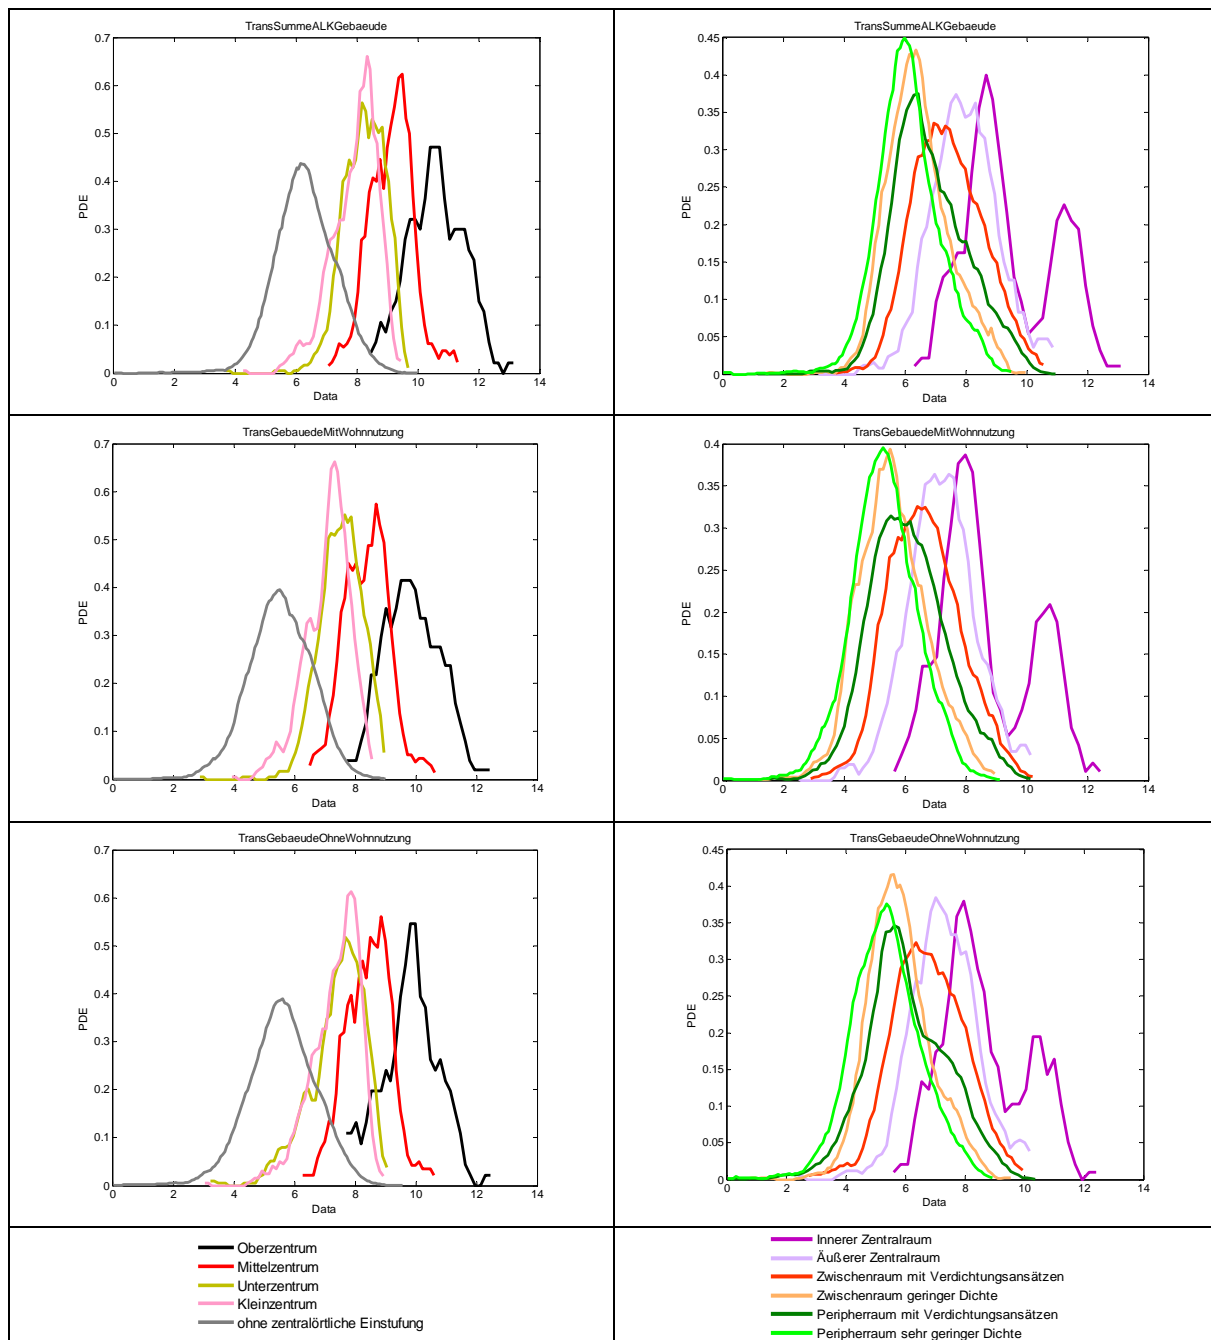 TransSummeALKGebaeude
0.7
0.6
0.5
0.4
0.3
0.2
0.1
0
PDE
0 2 4 6 8 10 12 14
Data
TransSummeALKGebaeude
0.45
0.4
0.35
0.3
0.25
0.2
0.15
0.1
0.05
0
PDE
0 2 4 6 8 10 12 14
Data
TransGebauedeMitWohnnutzung
0.7
0.6
0.5
0.4
0.3
0.2
0.1
0
PDE
0 2 4 6 8 10 12 14
Data
TransGebauedeMitWohnnutzung
0.4
0.35
0.3
0.25
0.2
0.15
0.1
0.05
0
PDE
0 2 4 6 8 10 12 14
Data
TransGebaeudeOhneWohnnutzung
0.7
0.6
0.5
0.4
0.3
0.2
0.1
0
PDE
0 2 4 6 8 10 12 14
Data
TransGebaeudeOhneWohnnutzung
0.45
0.4
0.35
0.3
0.25
0.2
0.15
0.1
0.05
0
PDE
0 2 4 6 8 10 12 14
Data
Oberzentrum
Mittelzentrum
Unterzentrum
Kleinzentrum
ohne zentralörtliche Einstufung
Innerer Zentralraum
Äußerer Zentralraum
Zwischenraum mit Verdichtungsansätzen
Zwischenraum geringer Dichte
Peripherraum mit Verdichtungsansätzen
Peripherraum sehr geringer Dichte